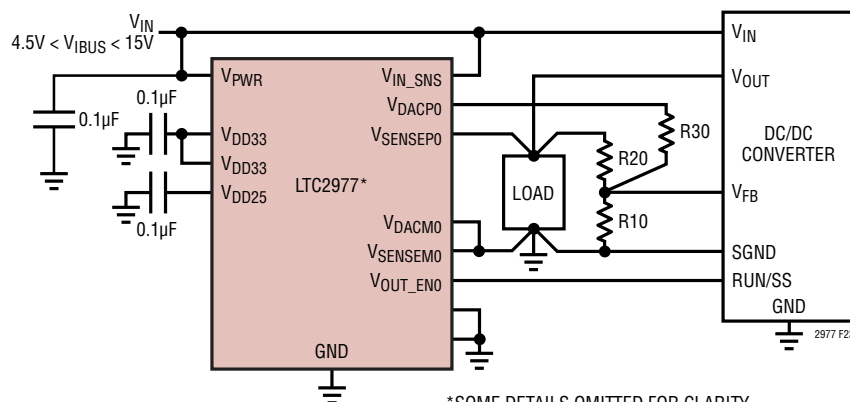 VIN
4.5V < VIBUS < 15V
0.1µF
0.1µF
0.1µF
VPWR
VDD33
VDD33
VDD25
LTC2977*
GND
VIN_SNS
VDACP0
VSENSEP0
VDACM0
VSENSEM0
VOUT_EN0
LOAD
R20
R30
R10
VIN
VOUT
DC/DC
CONVERTER
VFB
SGND
RUN/SS
GND
*SOME DETAILS OMITTED FOR CLARITY